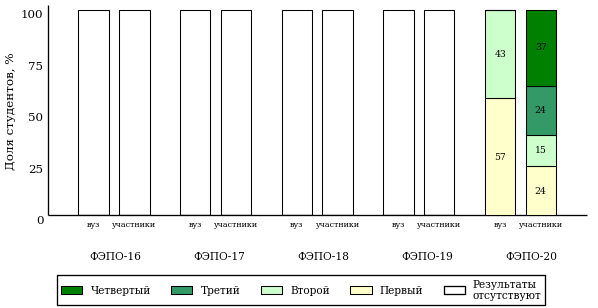 Доля студентов, %
100
75
50
25
0
43
57
37
24
15
24
вуз участники вуз участники вуз участники вуз участники вуз участники
ФЭПО-16 ФЭПО-17 ФЭПО-18 ФЭПО-19 ФЭПО-20
Четвертый Третий Второй Первый Результаты
отсутствуют